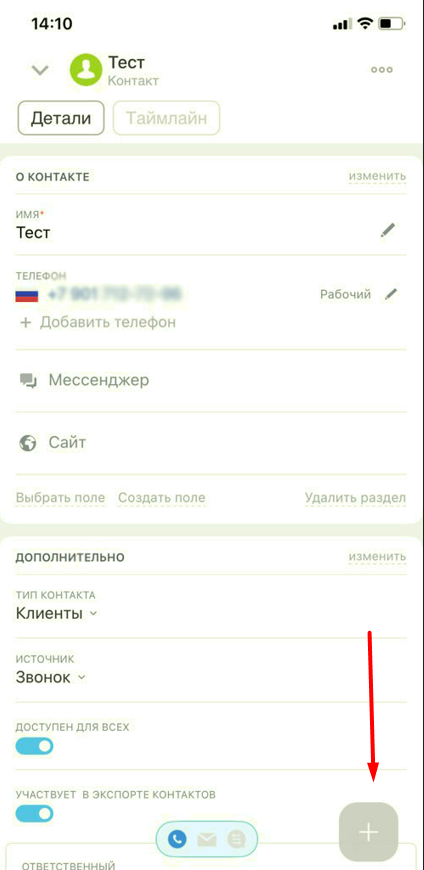 14:10
Тест
Контакт
Детали
Таймлайн
О КОНТАКТЕ
изменить
ИМЯ*
Тест
ТЕЛЕФОН
Рабочий
+ Добавить телефон
Мессенджер
Сайт
Выбрать поле Создать поле Удалить раздел
ДОПОЛНИТЕЛЬНО
изменить
ТИП КОНТАКТА
Клиенты
ИСТОЧНИК
Звонок
ДОСТУПЕН ДЛЯ ВСЕХ
УЧАСТВУЕТ В ЭКСПОРТЕ КОНТАКТОВ
ОТВЕТСТВЕННЫЙ